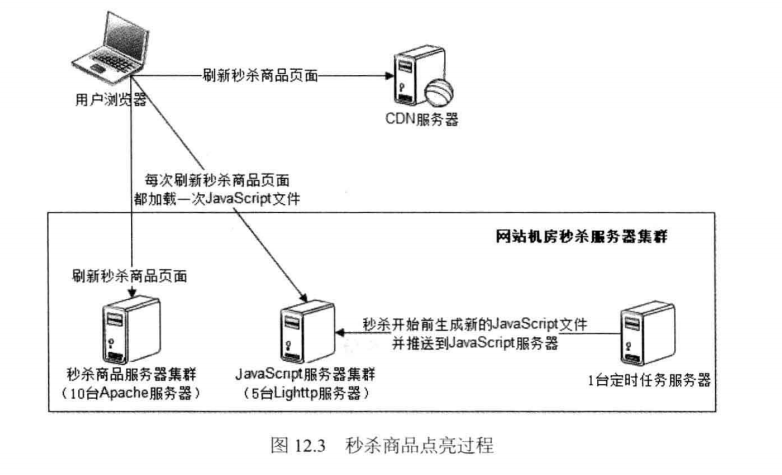 刷新秒杀商品页面
用户浏览器
CDN服务器
每次刷新秒杀商品页面
都加载一次JavaScript文件
网站机房秒杀服务器集群
刷新秒杀商品页面
秒杀开始前生成新的JavaScript文件
并推送到JavaScript服务器
秒杀商品服务器集群
（10台Apache服务器）
JavaScript服务器集群
（5台Lighttp服务器）
1台定时任务服务器
图 12.3 秒杀商品点亮过程